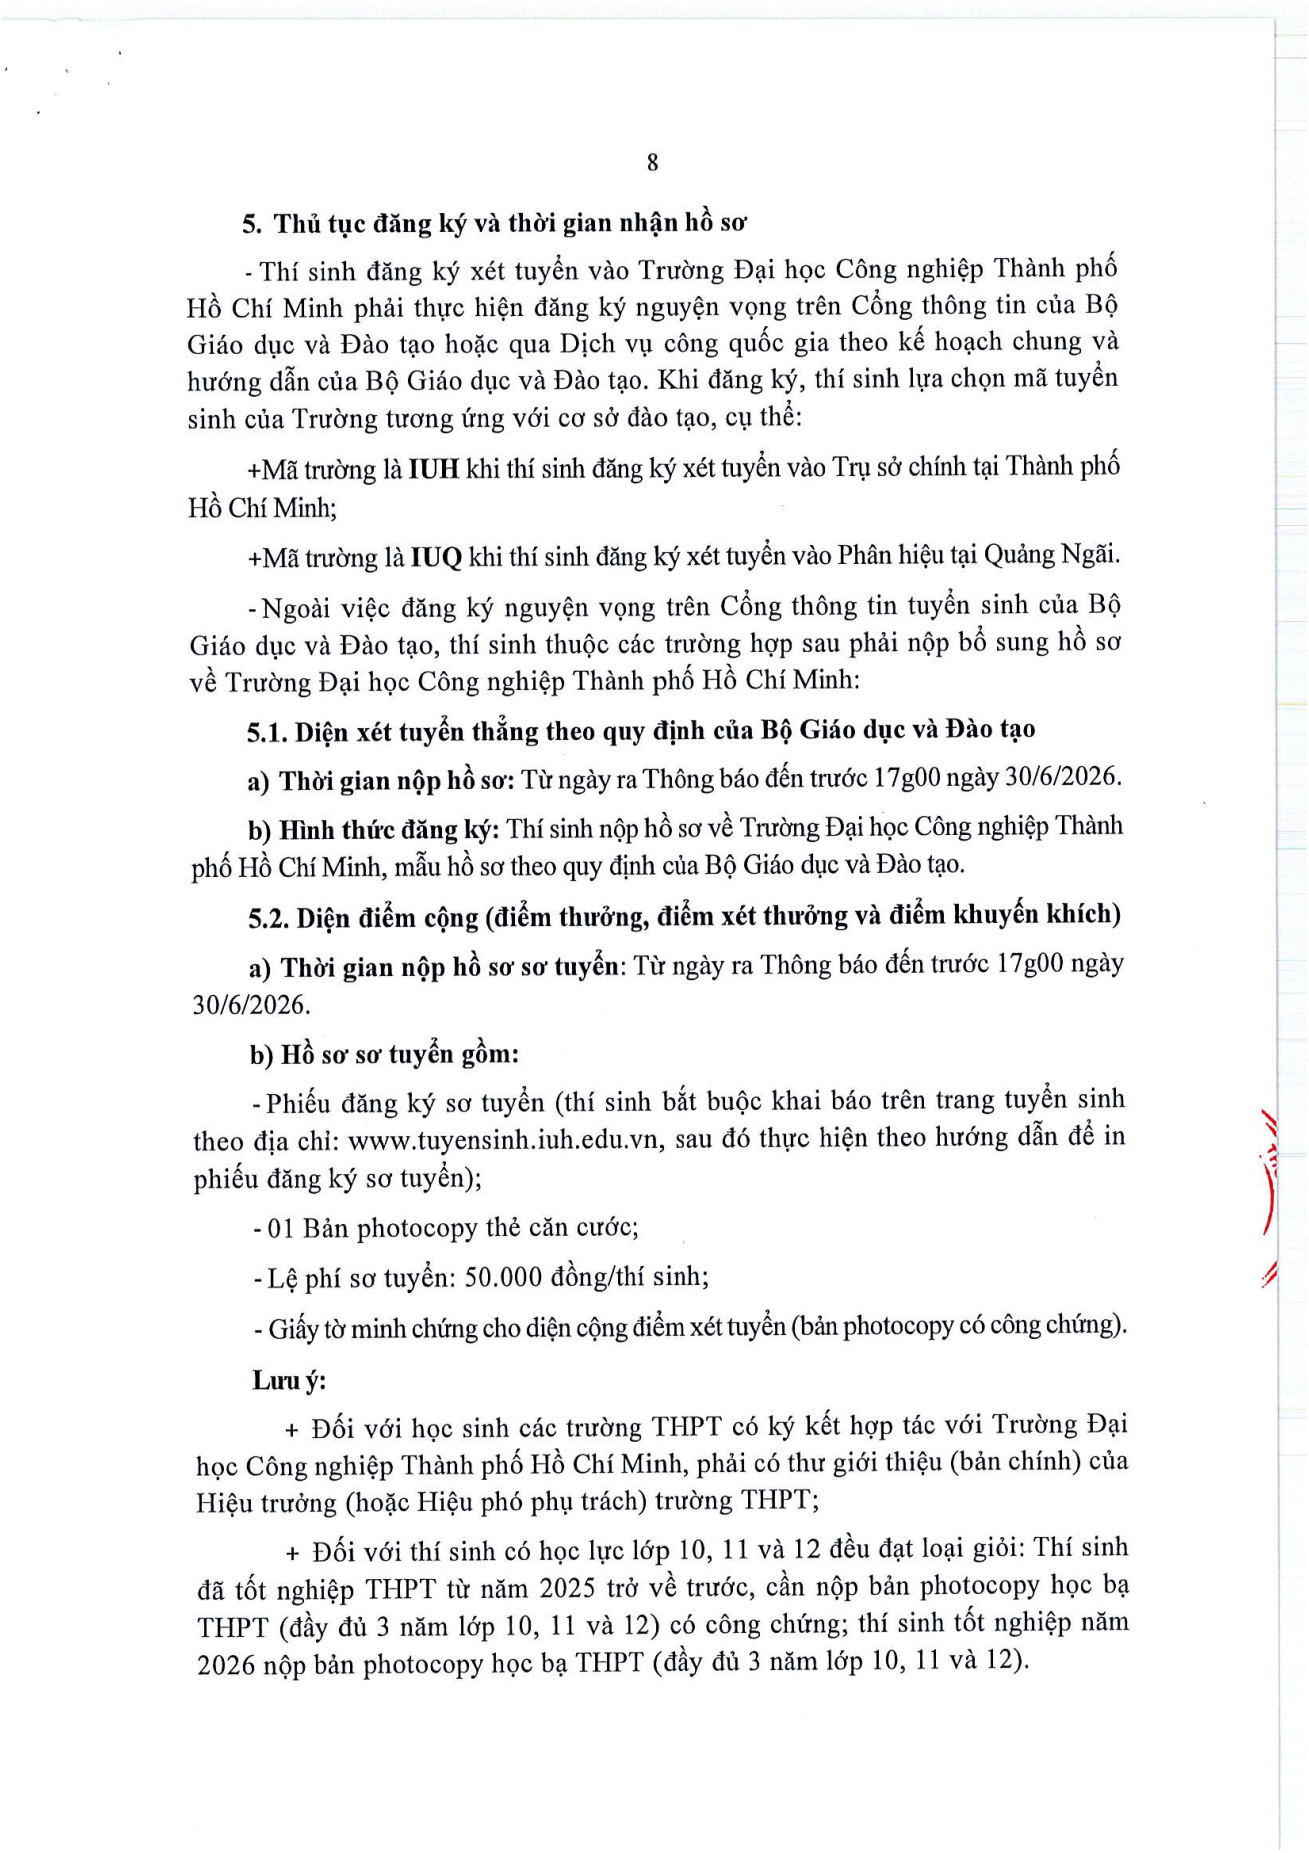 8
5. Thủ tục đăng ký và thời gian nhận hồ sơ
- Thí sinh đăng ký xét tuyển vào Trường Đại học Công nghiệp Thành phố
Hồ Chí Minh phải thực hiện đăng ký nguyện vọng trên Cổng thông tin của Bộ
Giáo dục và Đào tạo hoặc qua Dịch vụ công quốc gia theo kế hoạch chung và
hướng dẫn của Bộ Giáo dục và Đào tạo. Khi đăng ký, thí sinh lựa chọn mã tuyển
sinh của Trường tương ứng với cơ sở đào tạo, cụ thể:
+Mã trường là IUH khi thí sinh đăng ký xét tuyển vào Trụ sở chính tại Thành phố
Hồ Chí Minh;
+Mã trường là IUQ khi thí sinh đăng ký xét tuyển vào Phân hiệu tại Quảng Ngãi.
- Ngoài việc đăng ký nguyện vọng trên Cổng thông tin tuyển sinh của Bộ
Giáo dục và Đào tạo, thí sinh thuộc các trường hợp sau phải nộp bổ sung hồ sơ
về Trường Đại học Công nghiệp Thành phố Hồ Chí Minh:
5.1. Diện xét tuyển thẳng theo quy định của Bộ Giáo dục và Đào tạo
a) Thời gian nộp hồ sơ: Từ ngày ra Thông báo đến trước 17g00 ngày 30/6/2026.
b) Hình thức đăng ký: Thí sinh nộp hồ sơ về Trường Đại học Công nghiệp Thành
phố Hồ Chí Minh, mẫu hồ sơ theo quy định của Bộ Giáo dục và Đào tạo.
5.2. Diện điểm cộng (điểm thưởng, điểm xét thưởng và điểm khuyến khích)
a) Thời gian nộp hồ sơ sơ tuyển: Từ ngày ra Thông báo đến trước 17g00 ngày
30/6/2026.
b) Hồ sơ sơ tuyển gồm:
- Phiếu đăng ký sơ tuyển (thí sinh bắt buộc khai báo trên trang tuyển sinh
theo địa chỉ: www.tuyensinh.iuh.edu.vn, sau đó thực hiện theo hướng dẫn để in
phiếu đăng ký sơ tuyển);
- 01 Bản photocopy thẻ căn cước;
- Lệ phí sơ tuyển: 50.000 đồng/thí sinh;
- Giấy tờ minh chứng cho diện cộng điểm xét tuyển (bản photocopy có công chứng).
Lưu ý:
+ Đối với học sinh các trường THPT có ký kết hợp tác với Trường Đại
học Công nghiệp Thành phố Hồ Chí Minh, phải có thư giới thiệu (bản chính) của
Hiệu trưởng (hoặc Hiệu phó phụ trách) trường THPT;
+ Đối với thí sinh có học lực lớp 10, 11 và 12 đều đạt loại giỏi: Thí sinh
đã tốt nghiệp THPT từ năm 2025 trở về trước, cần nộp bản photocopy học bạ
THPT (đầy đủ 3 năm lớp 10, 11 và 12) có công chứng; thí sinh tốt nghiệp năm
2026 nộp bản photocopy học bạ THPT (đầy đủ 3 năm lớp 10, 11 và 12).